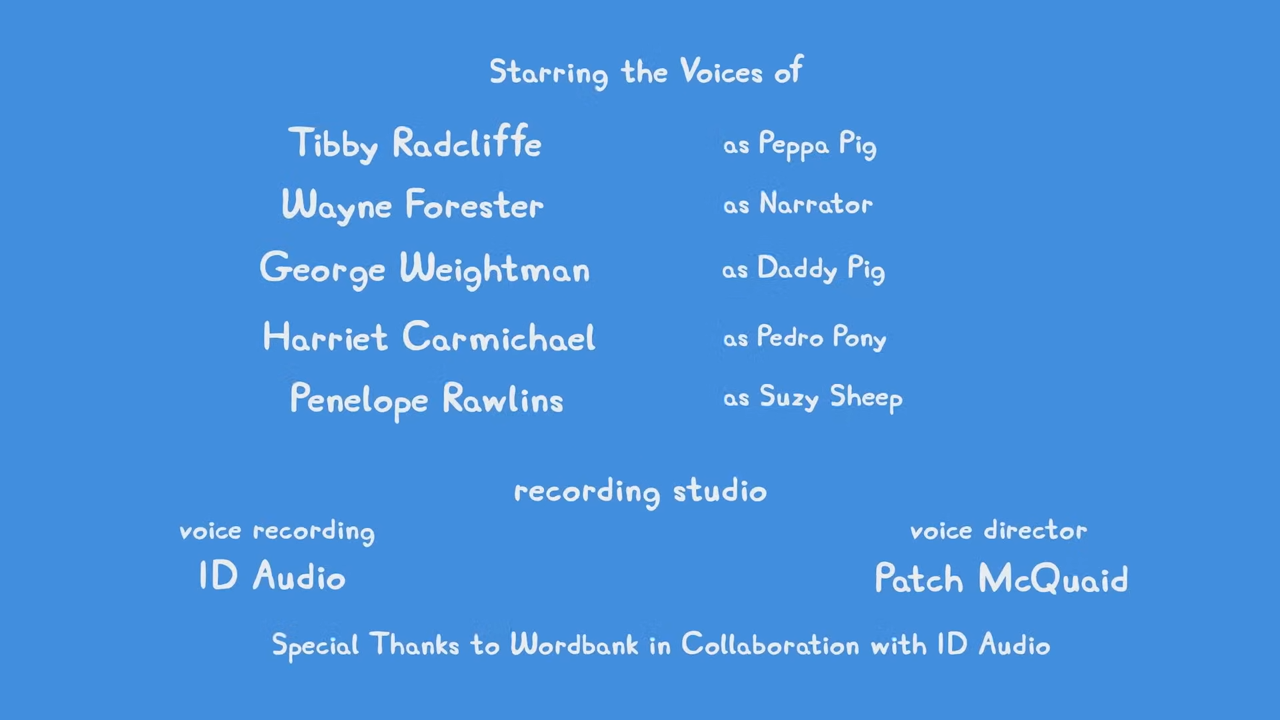 Starring the Voices of
Tibby Radcliffe as Peppa Pig
Wayne Forester as Narrator
George Weightman as Daddy Pig
Harriet Carmichael as Pedro Pony
Penelope Rawlins as Suzy Sheep
recording studio
voice recording voice director
ID Audio Patch McQuaid
Special Thanks to Wordbank in Collaboration with ID Audio